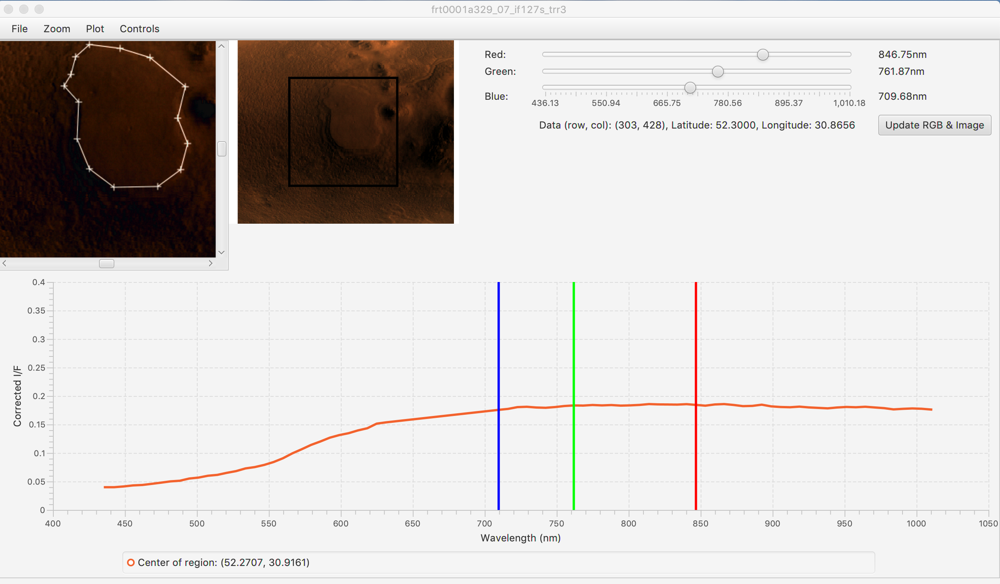 frt0001a329_07_if127s_trr3
File Zoom Plot Controls
Red: 846.75nm
Green: 761.87nm
Blue: 709.68nm
436.13 550.94 665.75 780.56 895.37 1,010.18
Data (row, col): (303, 428), Latitude: 52.3000, Longitude: 30.8656
Update RGB & Image
Corrected I/F
0.4
0.35
0.3
0.25
0.2
0.15
0.1
0.05
0
400 450 500 550 600 650 700 750 800 850 900 950 1000 1050
Wavelength (nm)
Center of region: (52.2707, 30.9161)